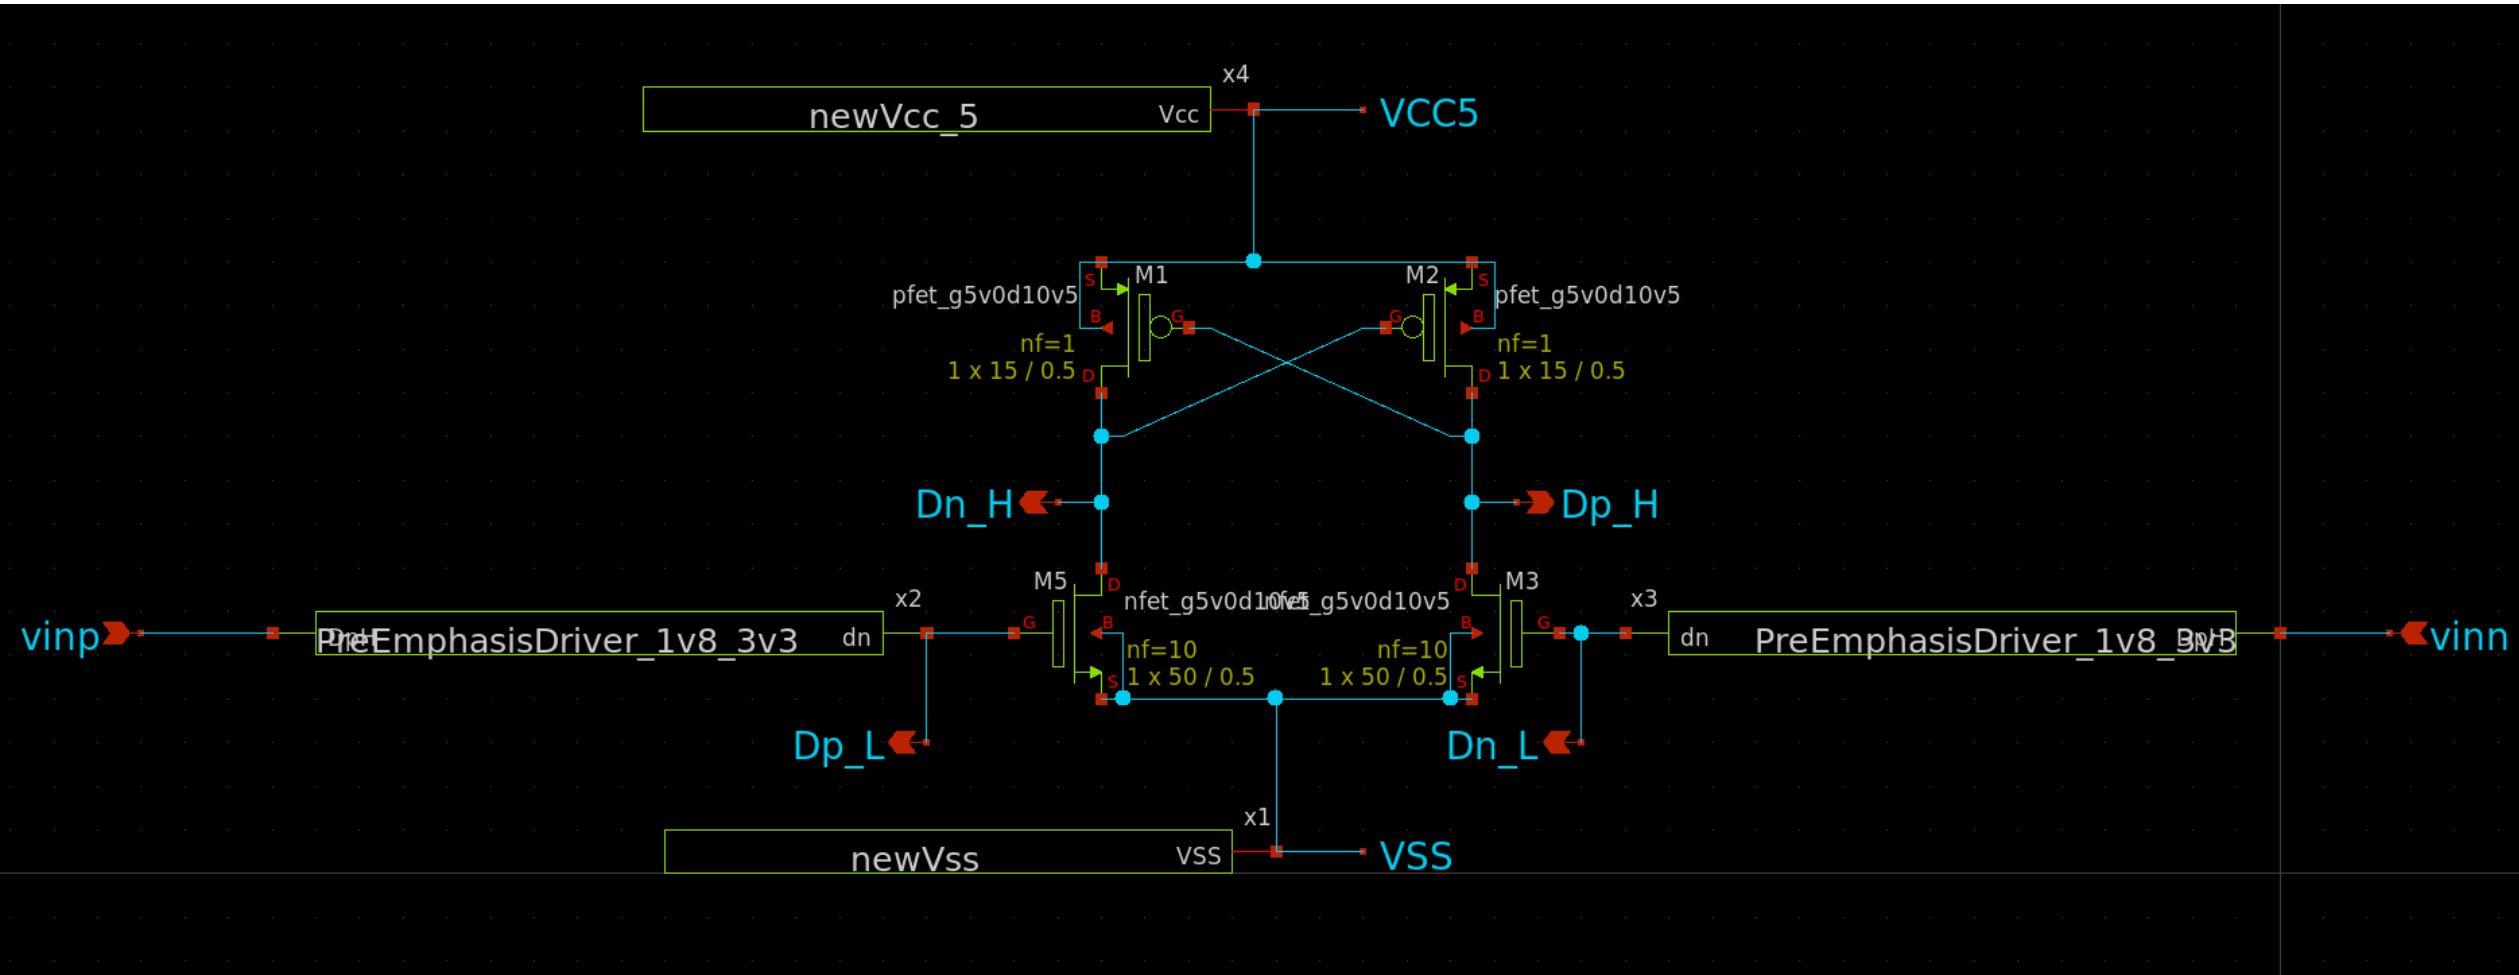 x4
newVcc_5
Vcc
VCC5
S
M1
M2
S
pfet_g5v0d10v5
pfet_g5v0d10v5
B
G
G
B
nf=1
nf=1
1 x 15 / 0.5
D
D
1 x 15 / 0.5
Dn_H
Dp_H
M5
D
D
M3
x2
nfet_g5v0d10v5
nfet_g5v0d10v5
x3
vinp
PreEmphasisDriver_1v8_3v3
dn
G
B
B
G
dn
PreEmphasisDriver_1v8_3v3
vinn
nf=10
nf=10
1 x 50 / 0.5
1 x 50 / 0.5
S
S
Dp_L
Dn_L
x1
newVss
VSS
VSS